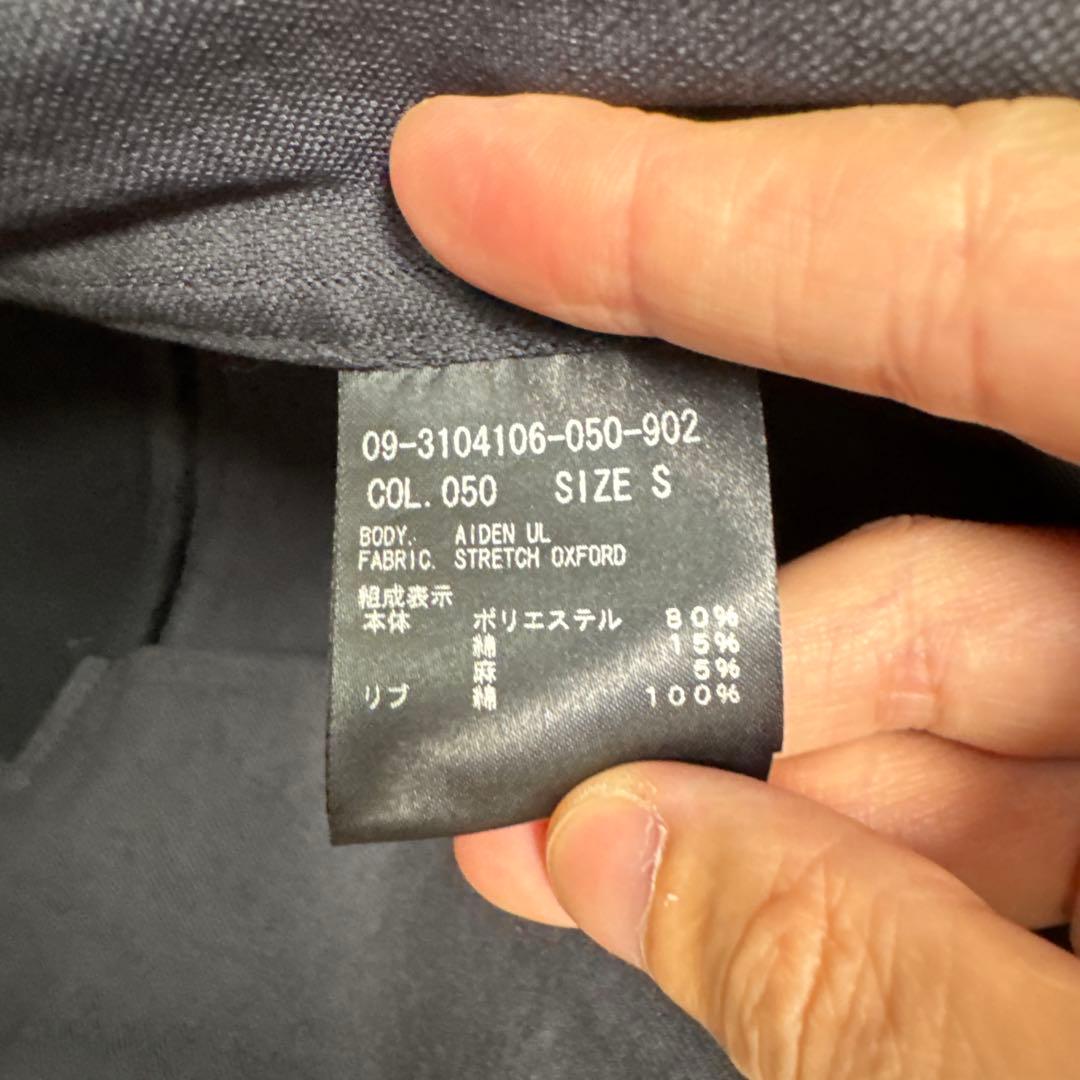 09-3104106-050-902
COL. 050 SIZE S
BODY. AIDEN UL
FABRIC. STRETCH OXFORD
組成表示
本体 ポリエステル 80%
綿 15%
麻 5%
リブ 綿 100%